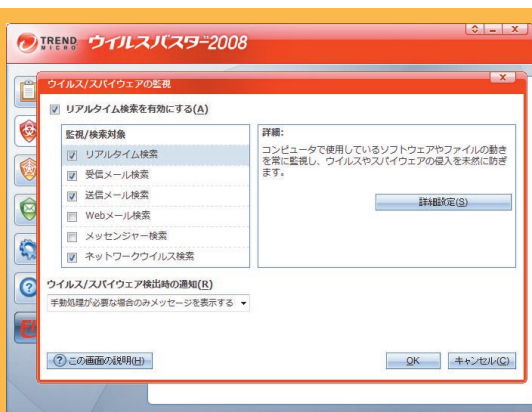 TREND MICRO ウイルスバスター2008
ウイルス/スパイウェアの監視
リアルタイム検索を有効にする(A)
監視/検索対象
リアルタイム検索
受信メール検索
送信メール検索
Webメール検索
メッセンジャー検索
ネットワークウイルス検索
詳細:
コンピュータで使用しているソフトウェアやファイルの動き
を常に監視し、ウイルスやスパイウェアの侵入を未然に防ぎ
ます。
詳細設定(S)
ウイルス/スパイウェア検出時の通知(R)
手動処理が必要な場合のみメッセージを表示する
この画面の説明(H)
OK
キャンセル(C)